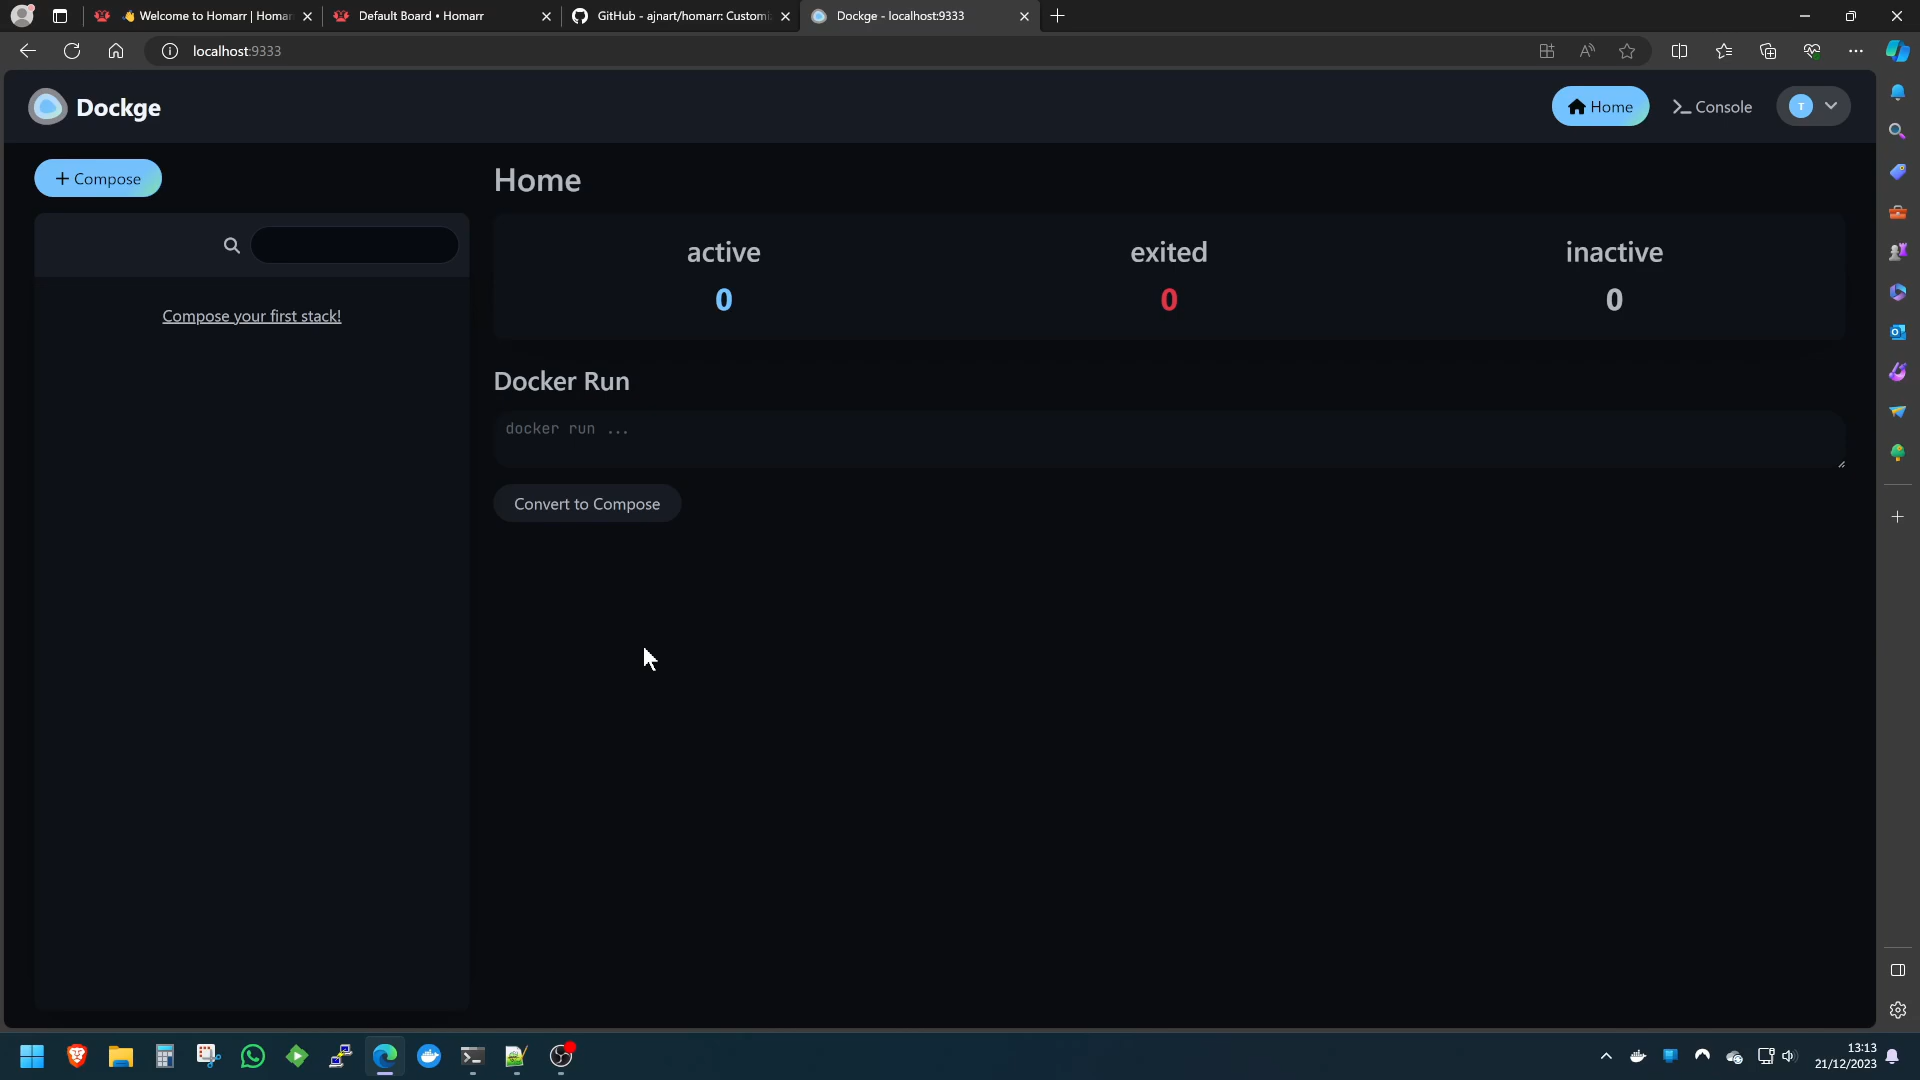 👋 Welcome to Homarr | Homar
Default Board • Homarr
GitHub - ajnart/homarr: Customi
Dockge - localhost:9333
localhost:9333
Dockge
Home
Console
T
+ Compose
Home
active
exited
inactive
0
0
0
Compose your first stack!
Docker Run
docker run ...
Convert to Compose
13:13
21/12/2023